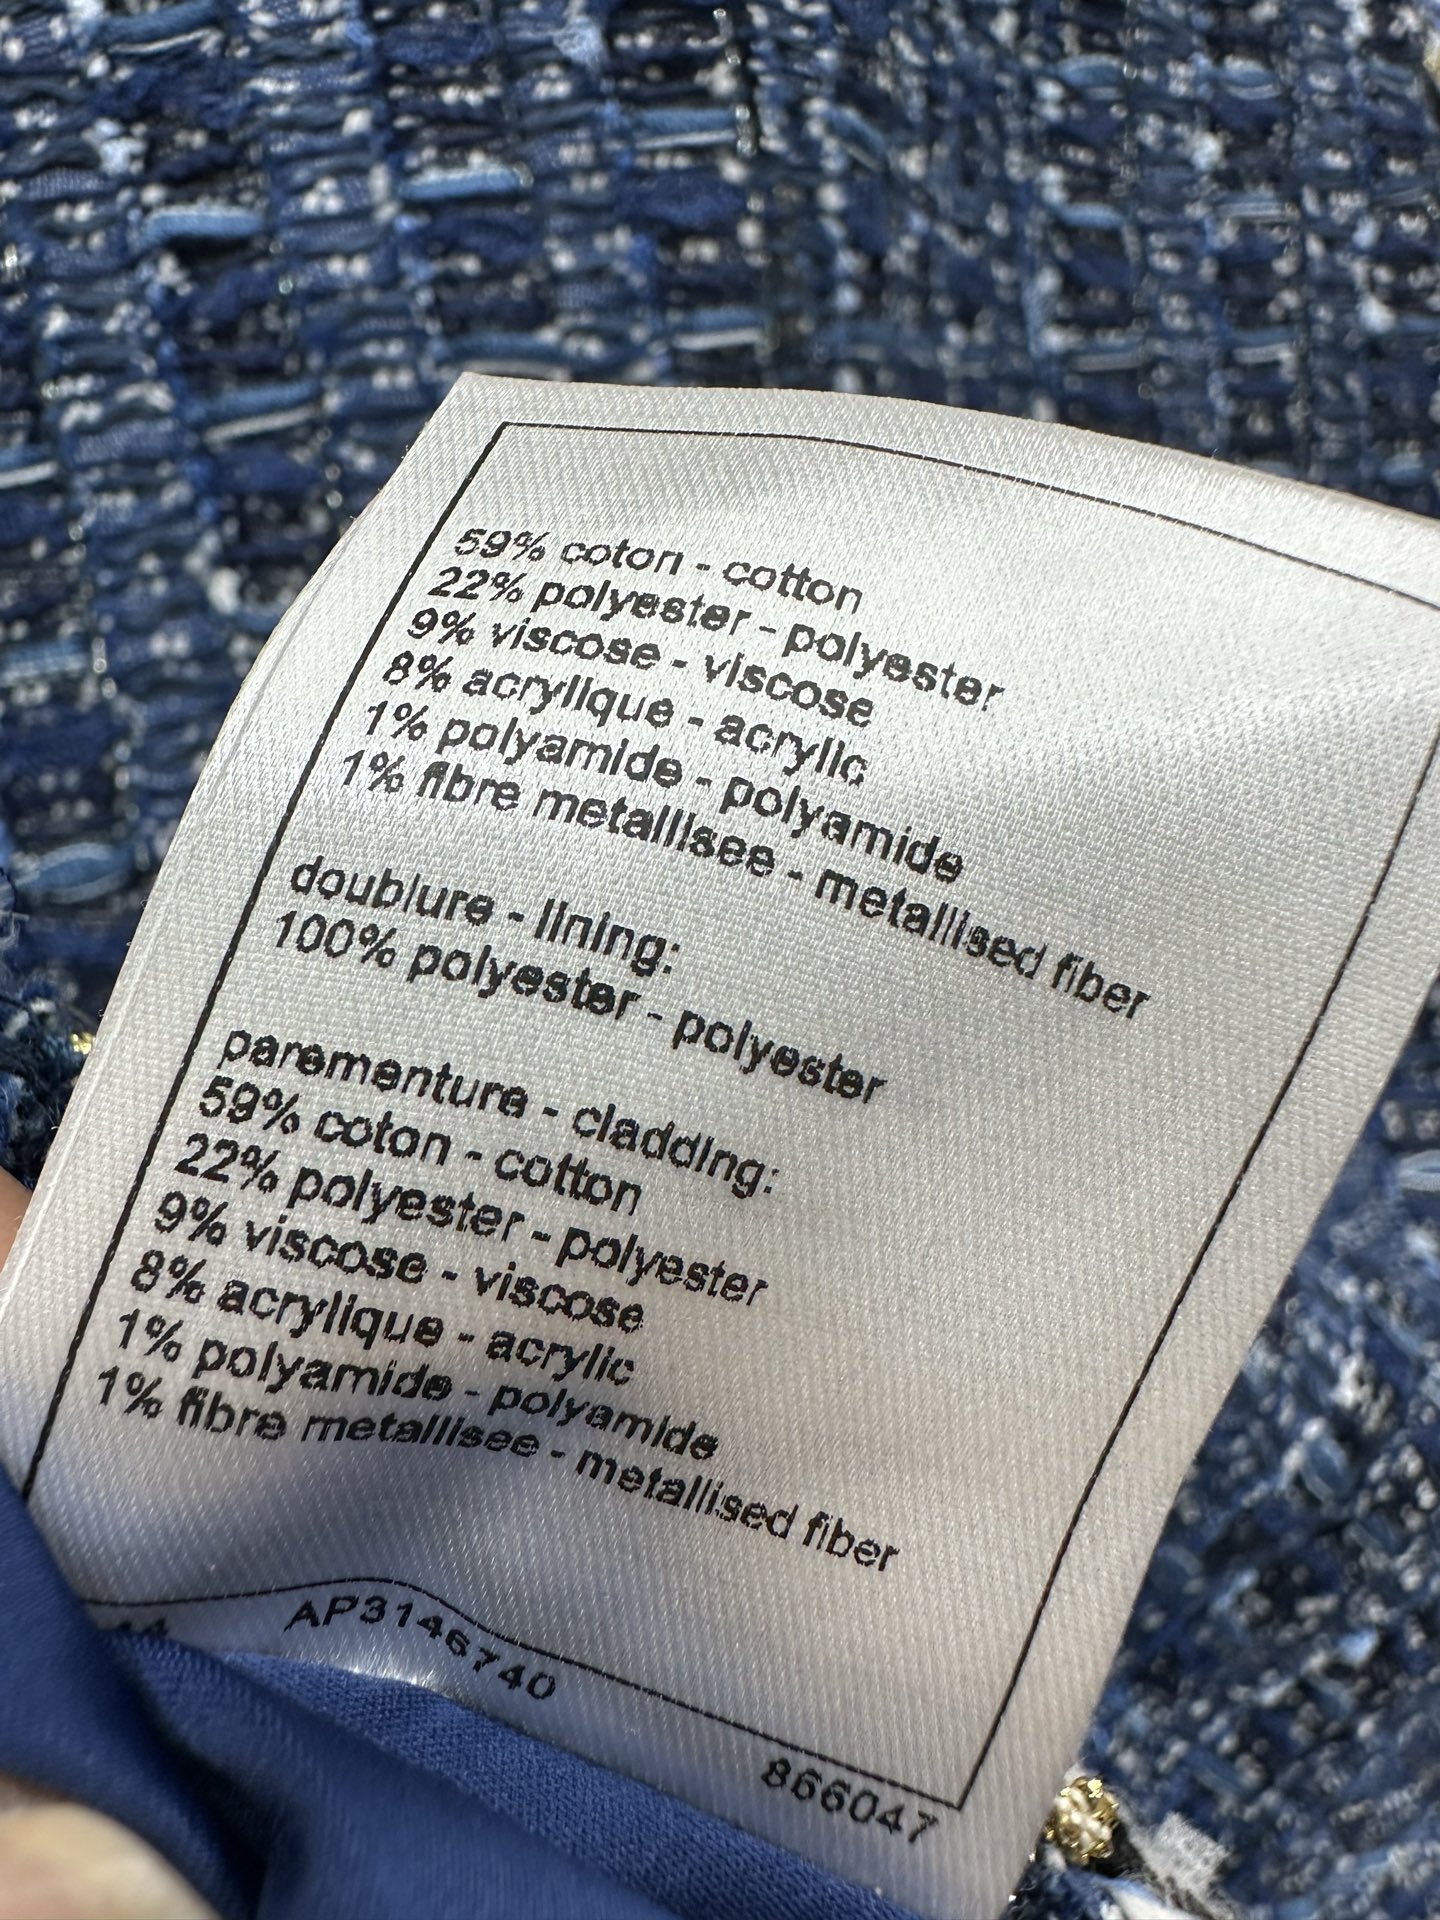 59% coton - cotton
22% polyester - polyester
9% viscose - viscose
8% acrylique - acrylic
1% polyamide - polyamide
1% fibre metallisee - metallised fiber
doublure - lining:
100% polyester - polyester
parementure - cladding:
59% coton - cotton
22% polyester - polyester
9% viscose - viscose
8% acrylique - acrylic
1% polyamide - polyamide
1% fibre metallisee - metallised fiber
AP3146740
866047